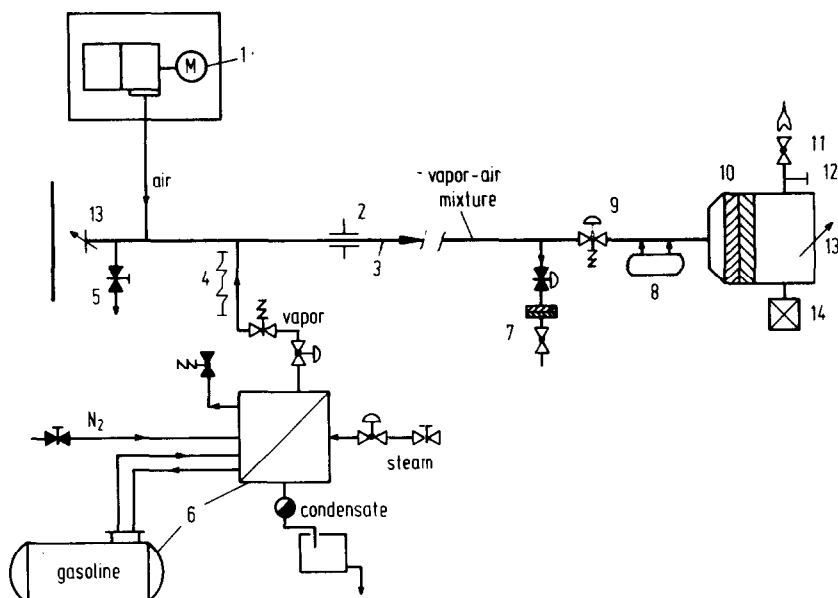 1
M
air
13
2
3
4
5
vapor-air
mixture
9
10
11
12
13
8
7
14
vapor
N₂
steam
6
condensate
gasoline